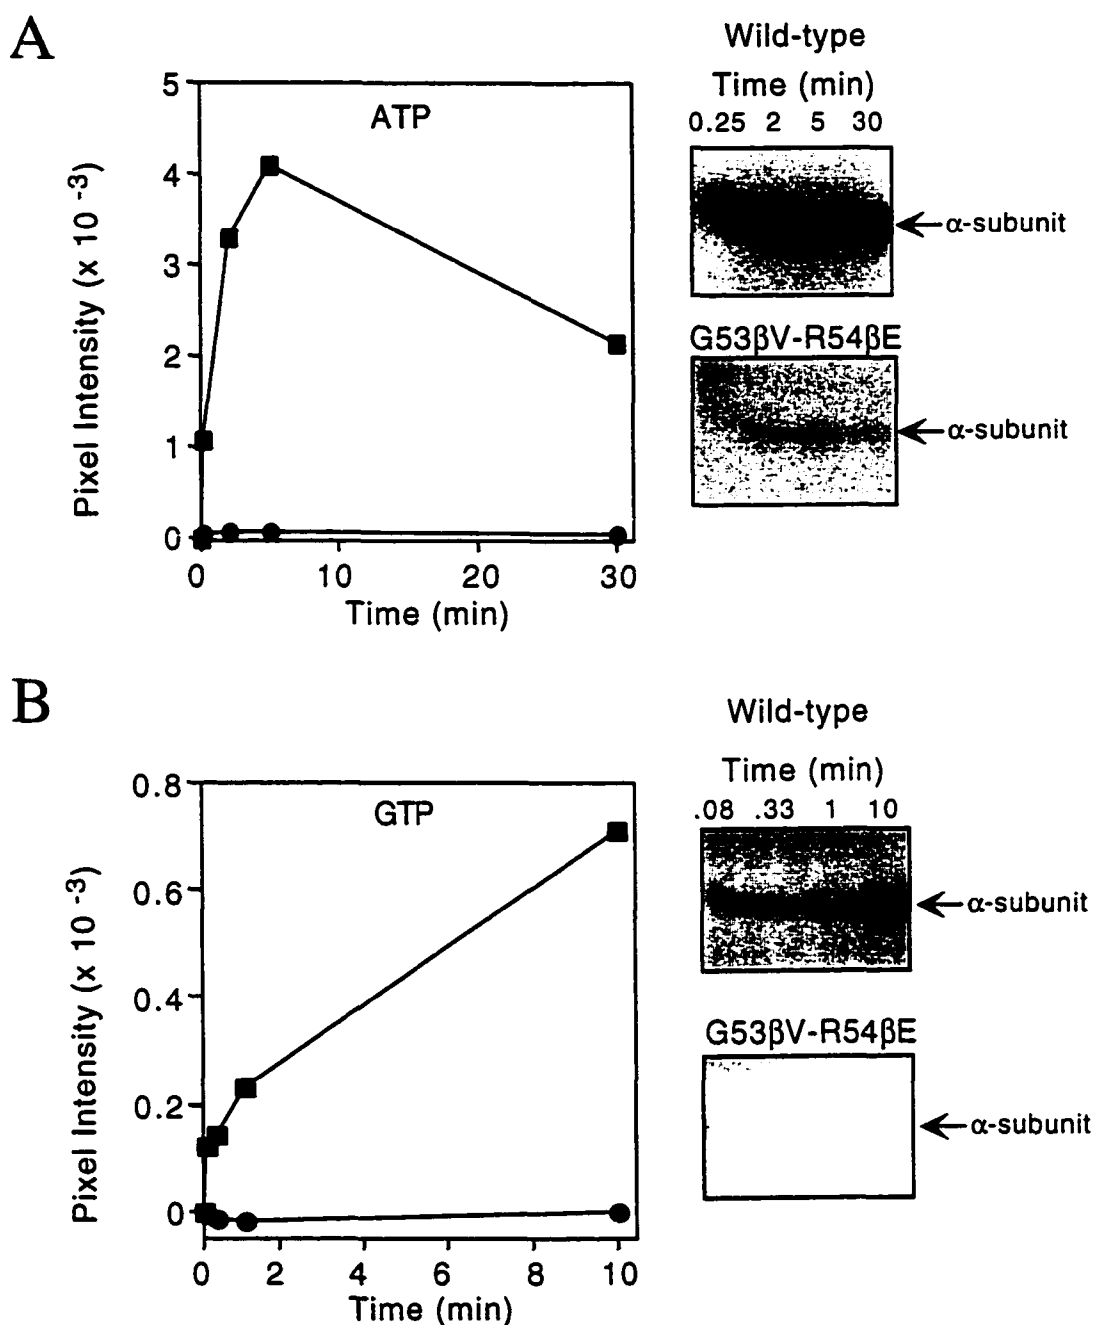 A
ATP
Pixel Intensity (x 10 -3)
5
4
3
2
1
0
0 10 20 30
Time (min)
Wild-type
Time (min)
0.25 2 5 30
α-subunit
G53βV-R54βE
α-subunit
B
GTP
Pixel Intensity (x 10 -3)
0.8
0.6
0.4
0.2
0
0 2 4 6 8 10
Time (min)
Wild-type
Time (min)
.08 .33 1 10
α-subunit
G53βV-R54βE
α-subunit